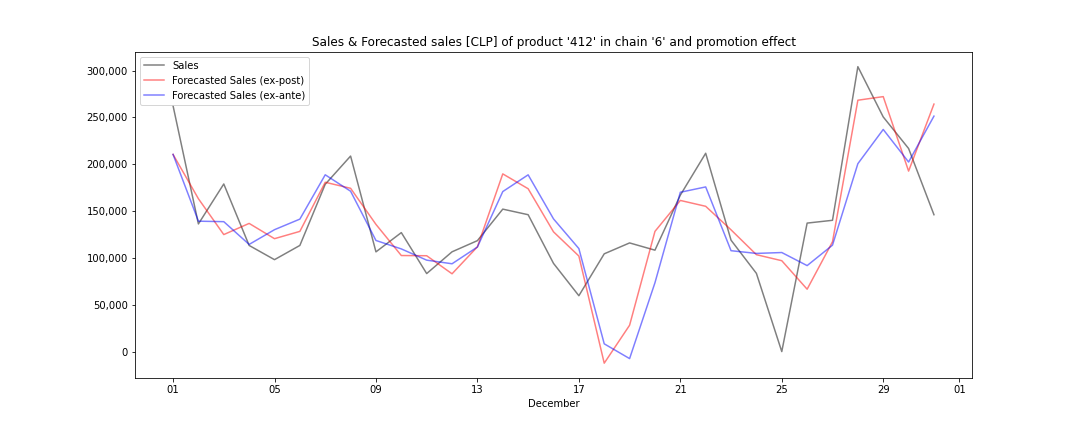 Sales & Forecasted sales [CLP] of product '412' in chain '6' and promotion effect
Sales
Forecasted Sales (ex-post)
Forecasted Sales (ex-ante)
300,000
250,000
200,000
150,000
100,000
50,000
0
01 05 09 13 17 21 25 29 01
December